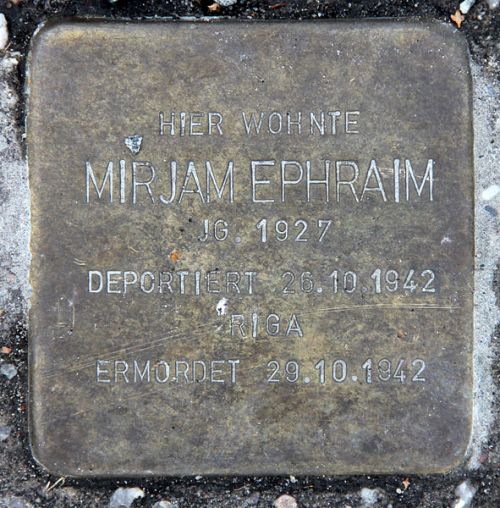 HIER WOHNTE
MIRJAM EPHRAIM
JG. 1927
DEPORTIERT 26.10.1942
RIGA
ERMORDET 29.10.1942